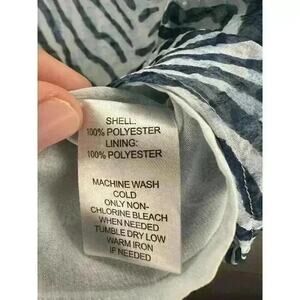 SHELL:
100% POLYESTER
LINING:
100% POLYESTER
MACHINE WASH
COLD
ONLY NON-
CHLORINE BLEACH
WHEN NEEDED
TUMBLE DRY LOW
WARM IRON
IF NEEDED